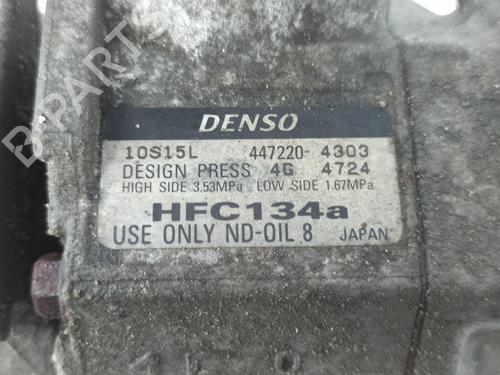 DENSO
10S15L 447220-4303
DESIGN PRESS 4G 4724
HIGH SIDE 3.53MPa LOW SIDE 1.67MPa
HFC134a
USE ONLY ND-OIL 8 JAPAN